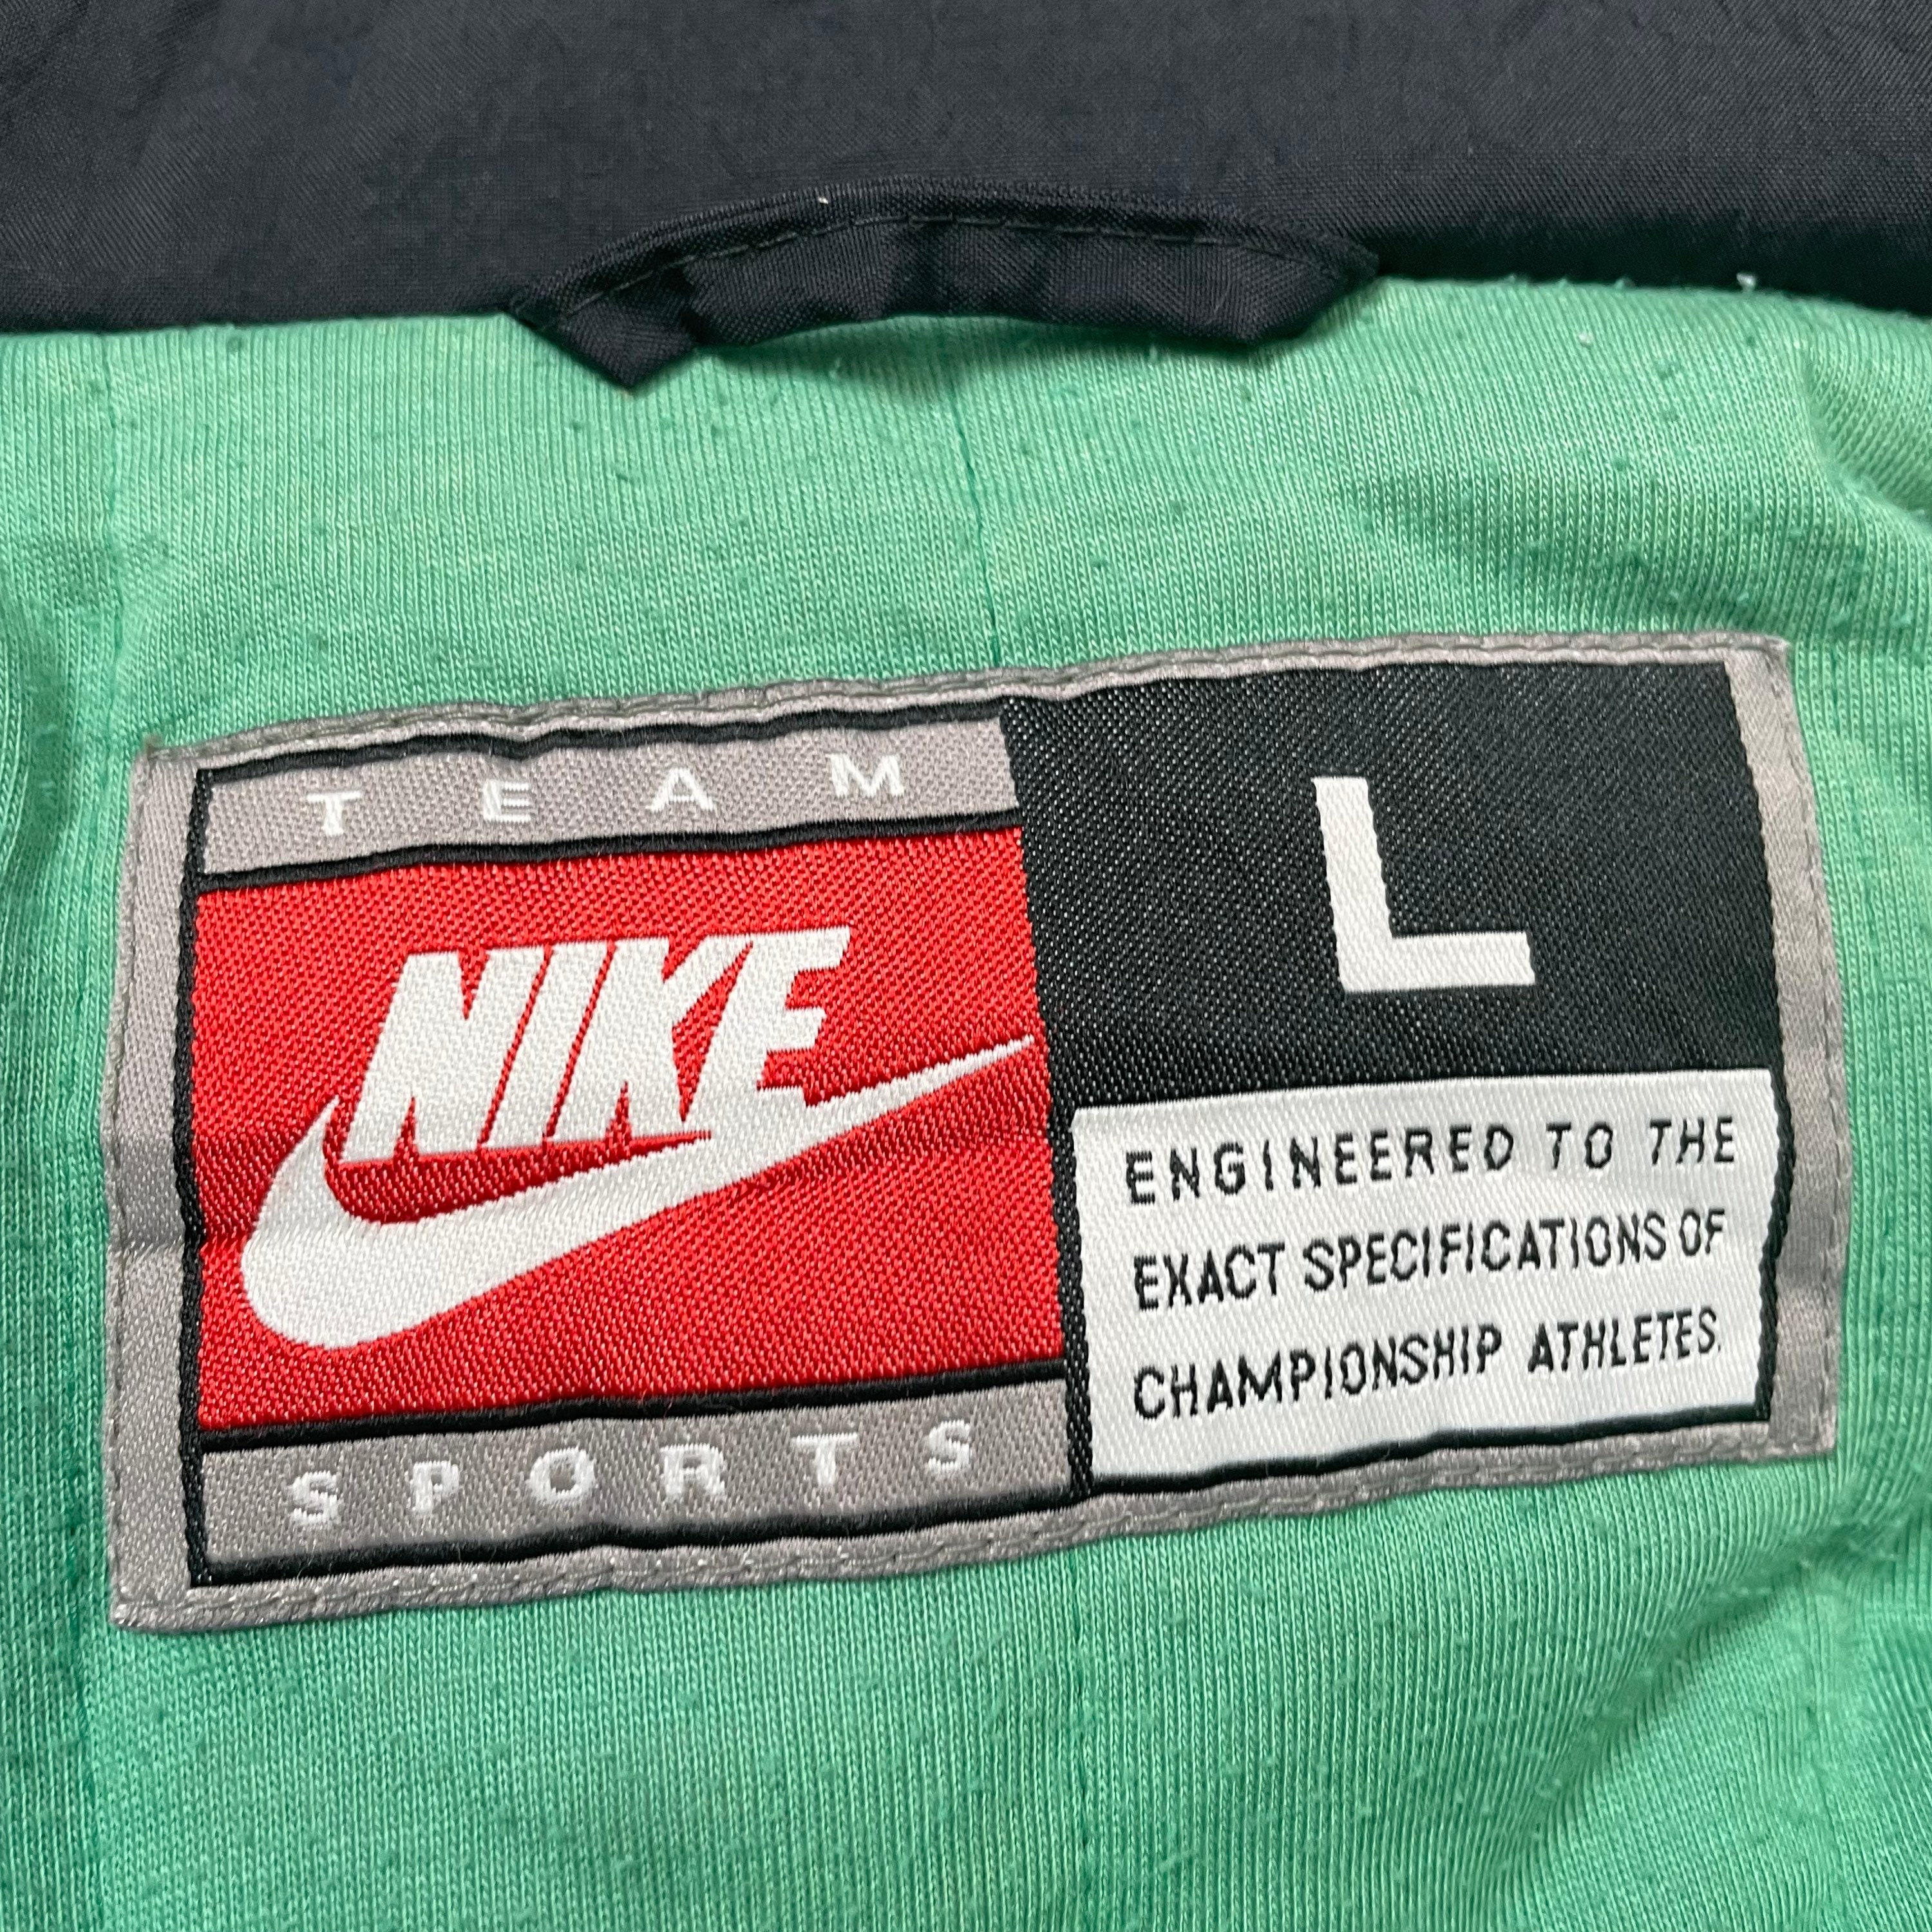 TEAM
NIKE
SPORTS
L
ENGINEERED TO THE
EXACT SPECIFICATIONS OF
CHAMPIONSHIP ATHLETES.